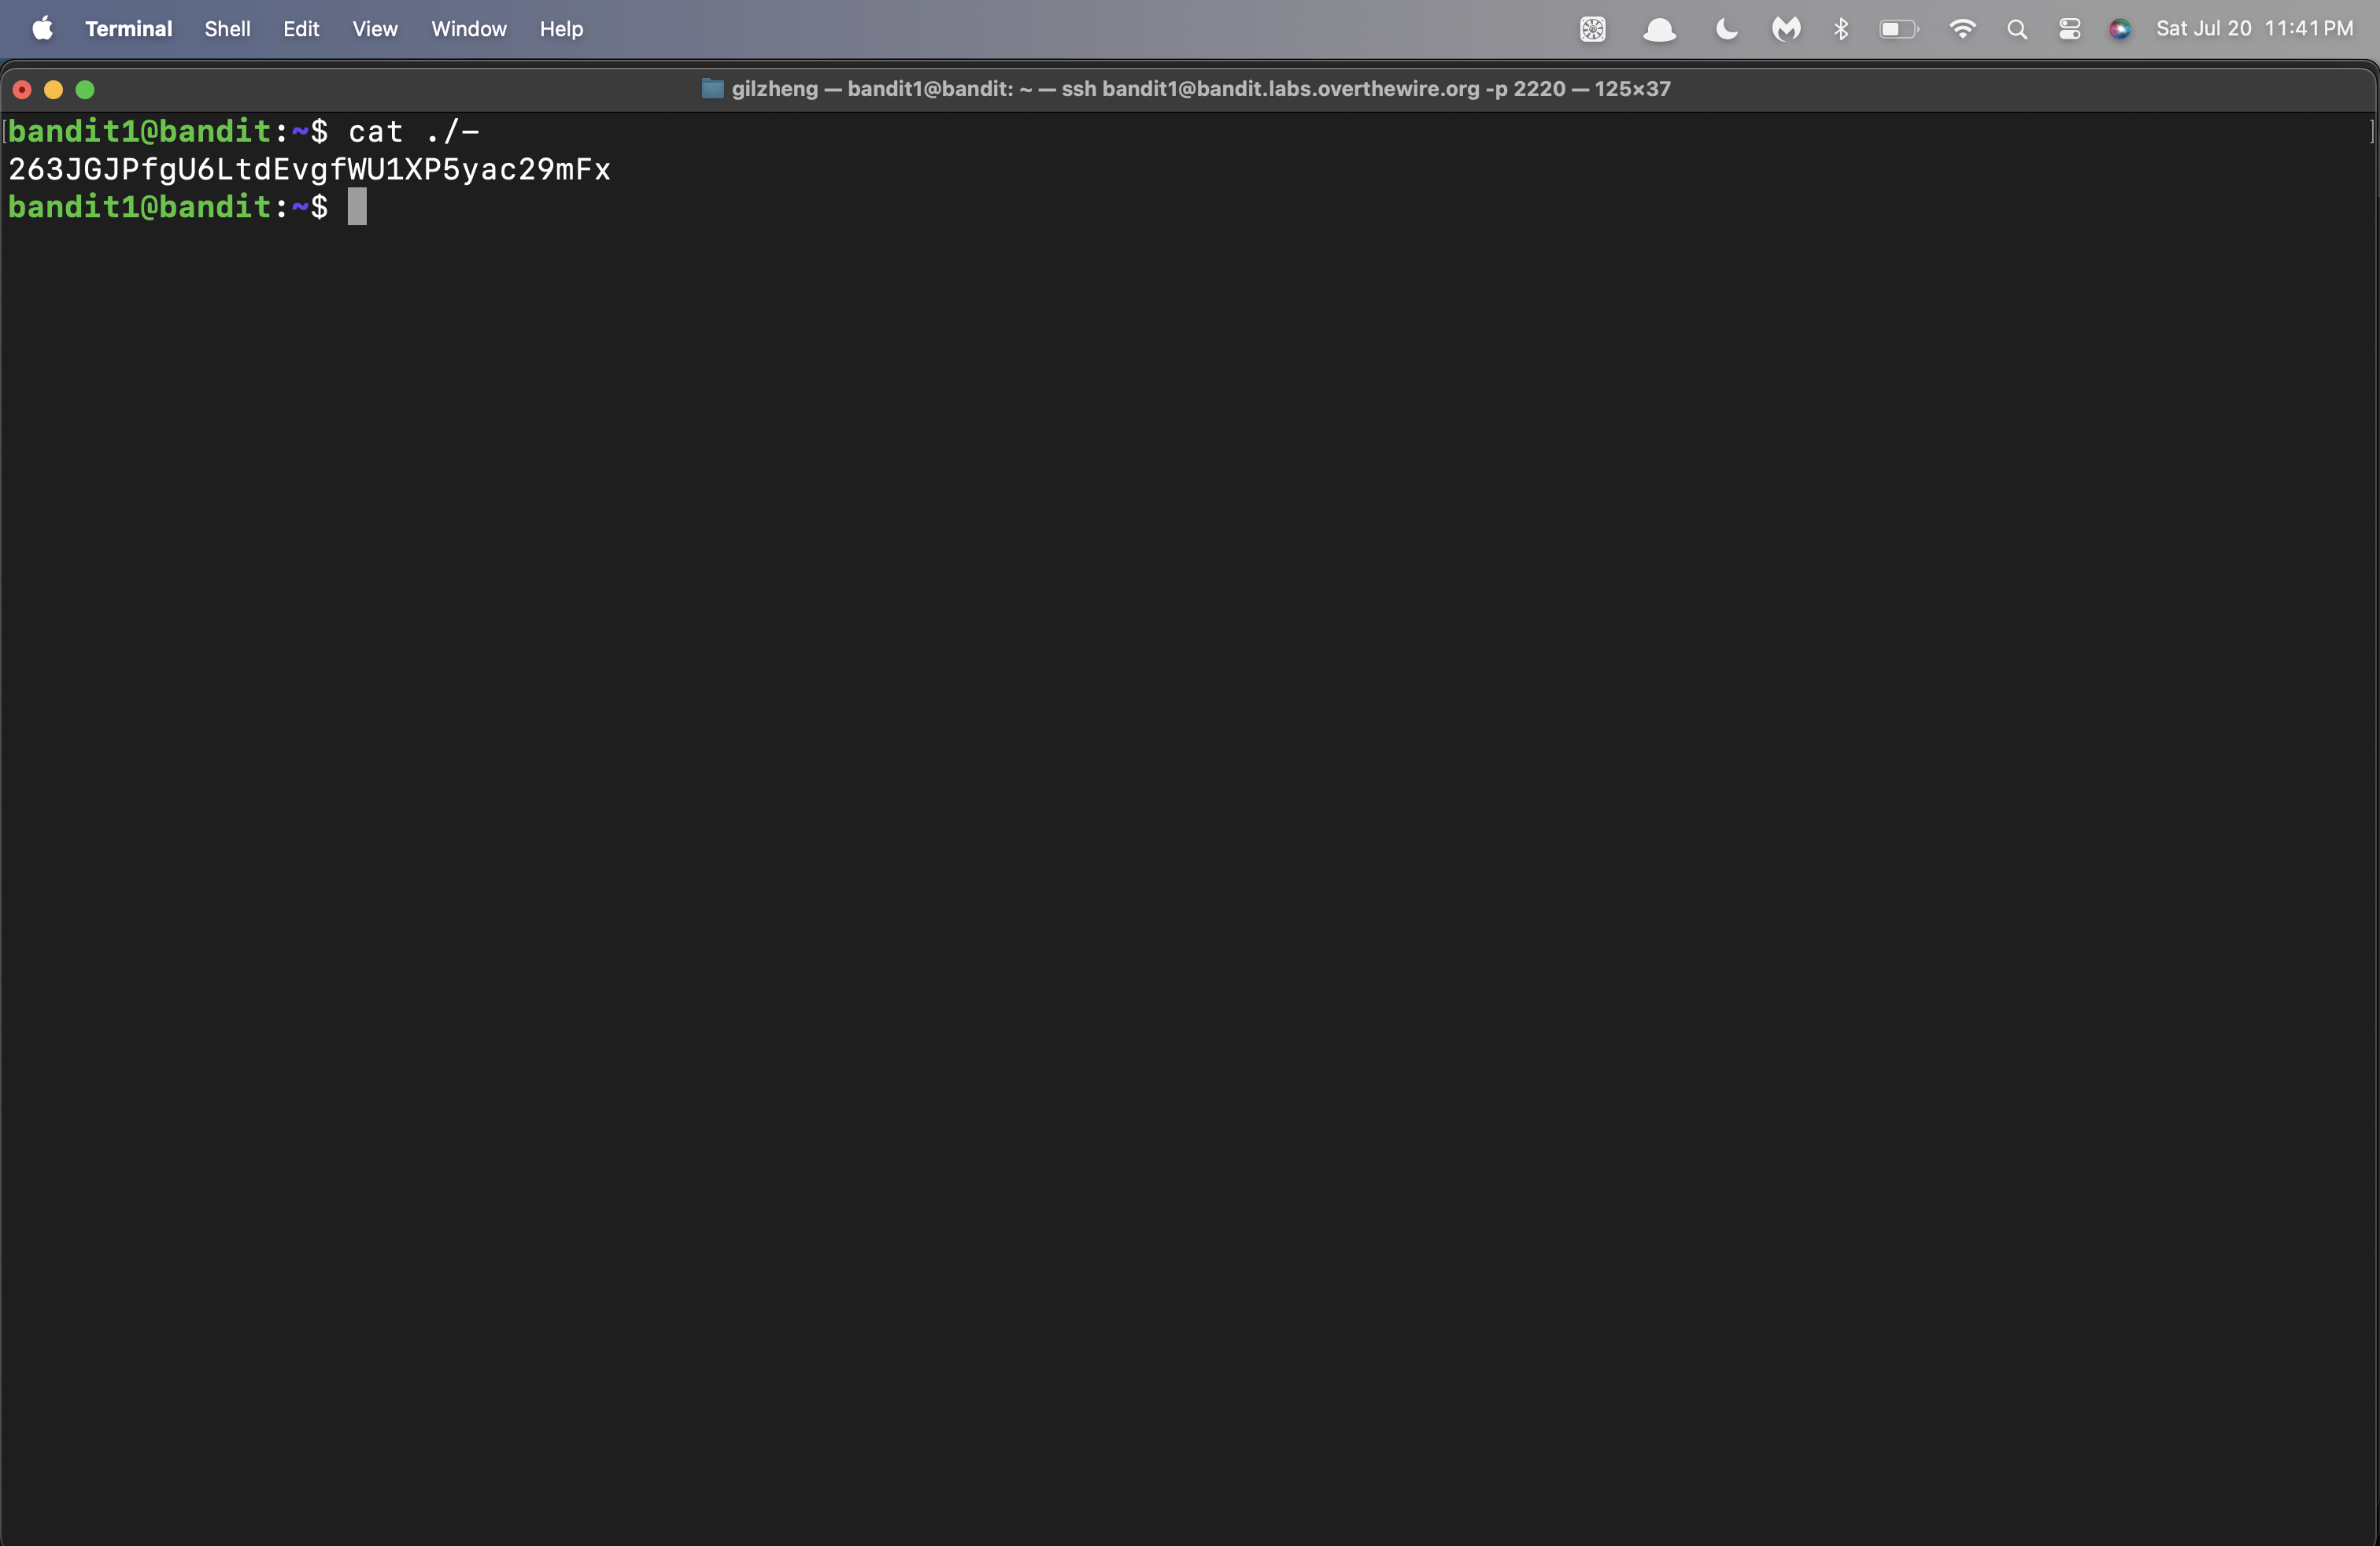 Terminal Shell Edit View Window Help Sat Jul 20 11:41 PM
gilzheng — bandit1@bandit: ~ — ssh bandit1@bandit.labs.overthewire.org -p 2220 — 125×37
[bandit1@bandit:~$ cat ./- ]
263JGJPfgU6LtdEvgfWU1XP5yac29mFx
bandit1@bandit:~$